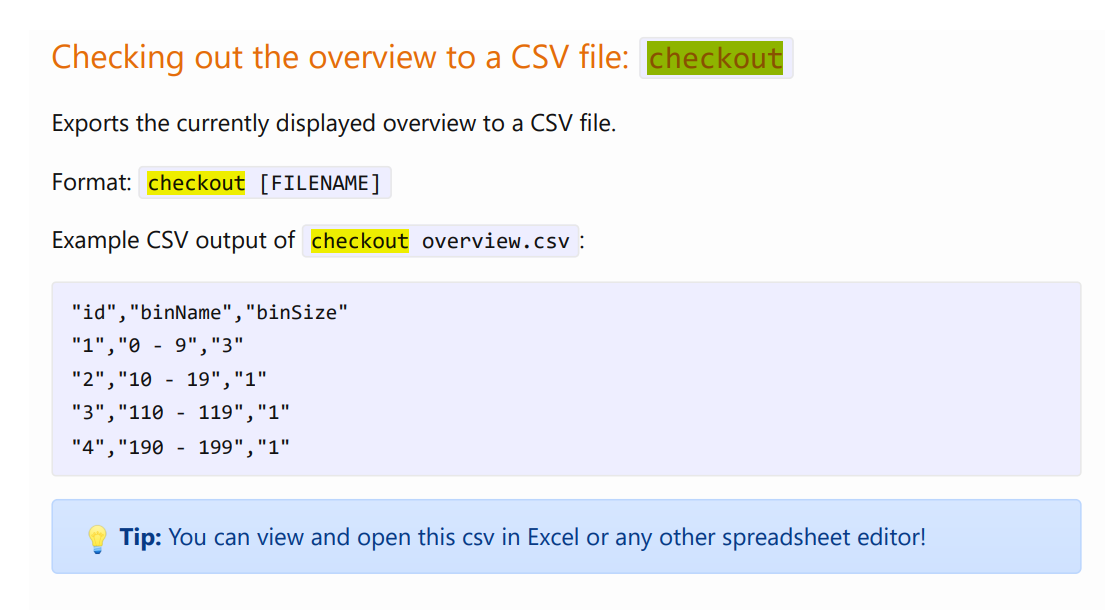 Checking out the overview to a CSV file: checkout
Exports the currently displayed overview to a CSV file.
Format: checkout [FILENAME]
Example CSV output of checkout overview.csv:
"id","binName","binSize"
"1","0 - 9","3"
"2","10 - 19","1"
"3","110 - 119","1"
"4","190 - 199","1"
💡 Tip: You can view and open this csv in Excel or any other spreadsheet editor!